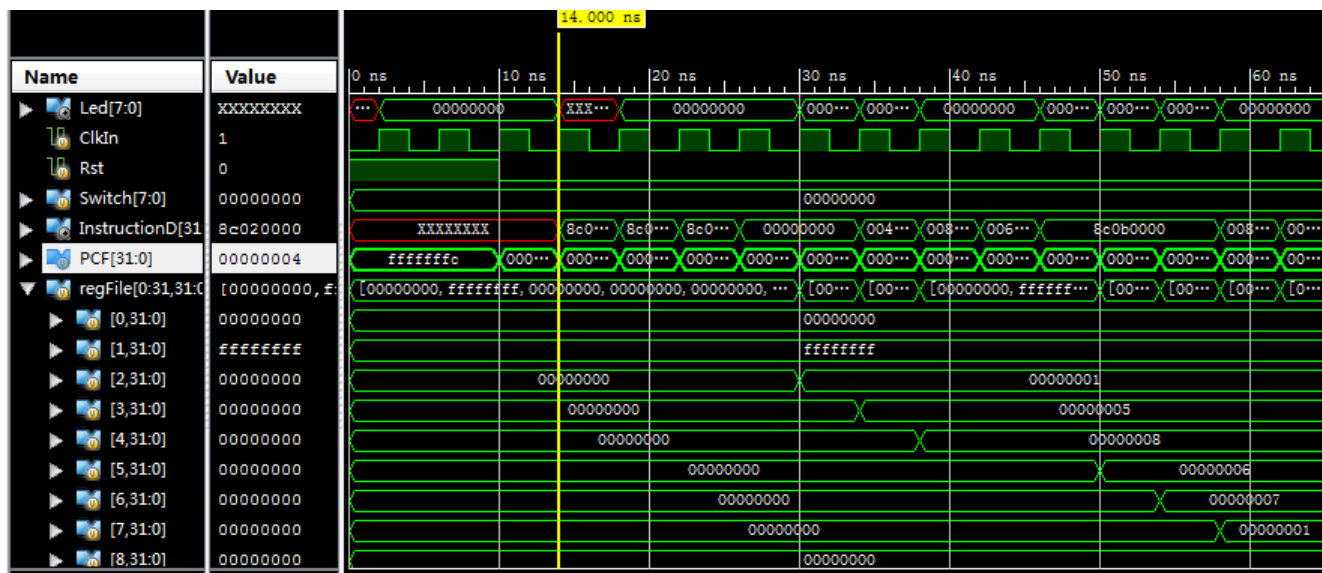 14.000 ns
Name Value 0 ns 10 ns 20 ns 30 ns 40 ns 50 ns 60 ns
Led[7:0] XXXXXXXX ... 00000000 XXX... 00000000 000... 000... 00000000 000... 000... 000... 00000000
ClkIn 1
Rst 0
Switch[7:0] 00000000 00000000
InstructionD[31 8c020000 XXXXXXXX 8c0... 8c0... 8c0... 00000000 004... 008... 006... 8c0b0000 008... 00...
PCF[31:0] 00000004 fffffffc 000... 000... 000... 000... 000... 000... 000... 000... 000... 000... 000... 000... 000... 00...
regFile[0:31,31:0 [00000000, f: [00000000, ffffffff, 00000000, 00000000, 00000000, ... [00... [00... [00000000, ffffff... [00... [00... [00... [0...
[0,31:0] 00000000 00000000
[1,31:0] ffffffff ffffffff
[2,31:0] 00000000 00000000 00000001
[3,31:0] 00000000 00000000 00000005
[4,31:0] 00000000 00000000 00000008
[5,31:0] 00000000 00000000 00000006
[6,31:0] 00000000 00000000 00000007
[7,31:0] 00000000 00000000 00000001
[8,31:0] 00000000 00000000